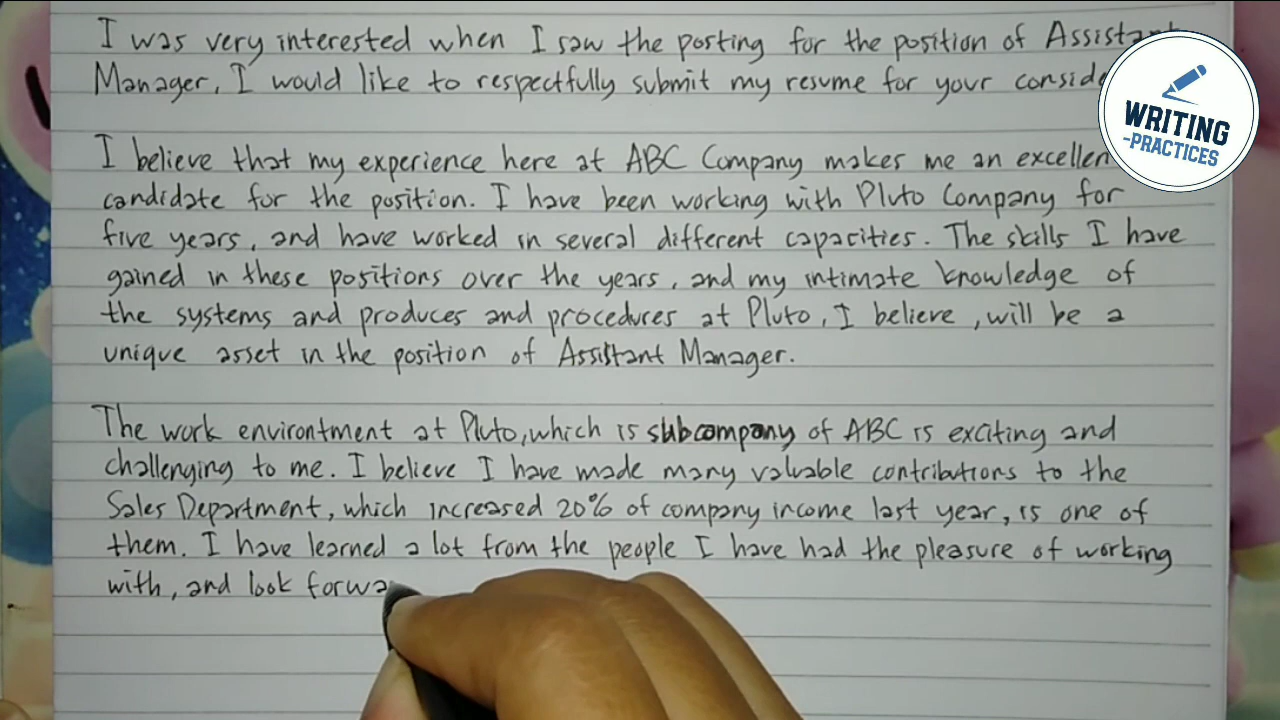 I was very interested when I saw the posting for the position of Assistant
Manager, I would like to respectfully submit my resume for your conside
WRITING
-PRACTICES
I believe that my experience here at ABC Company makes me an excellen
candidate for the position. I have been working with Pluto Company for
five years, and have worked in several different capacities. The skills I have
gained in these positions over the years, and my intimate knowledge of
the systems and produces and procedures at Pluto, I believe, will be a
unique asset in the position of Assistant Manager.
The work environtment at Pluto, which is subcompany of ABC is exciting and
challenging to me. I believe I have made many valuable contributions to the
Sales Department, which increased 20% of company income last year, is one of
them. I have learned a lot from the people I have had the pleasure of working
with, and look forwa